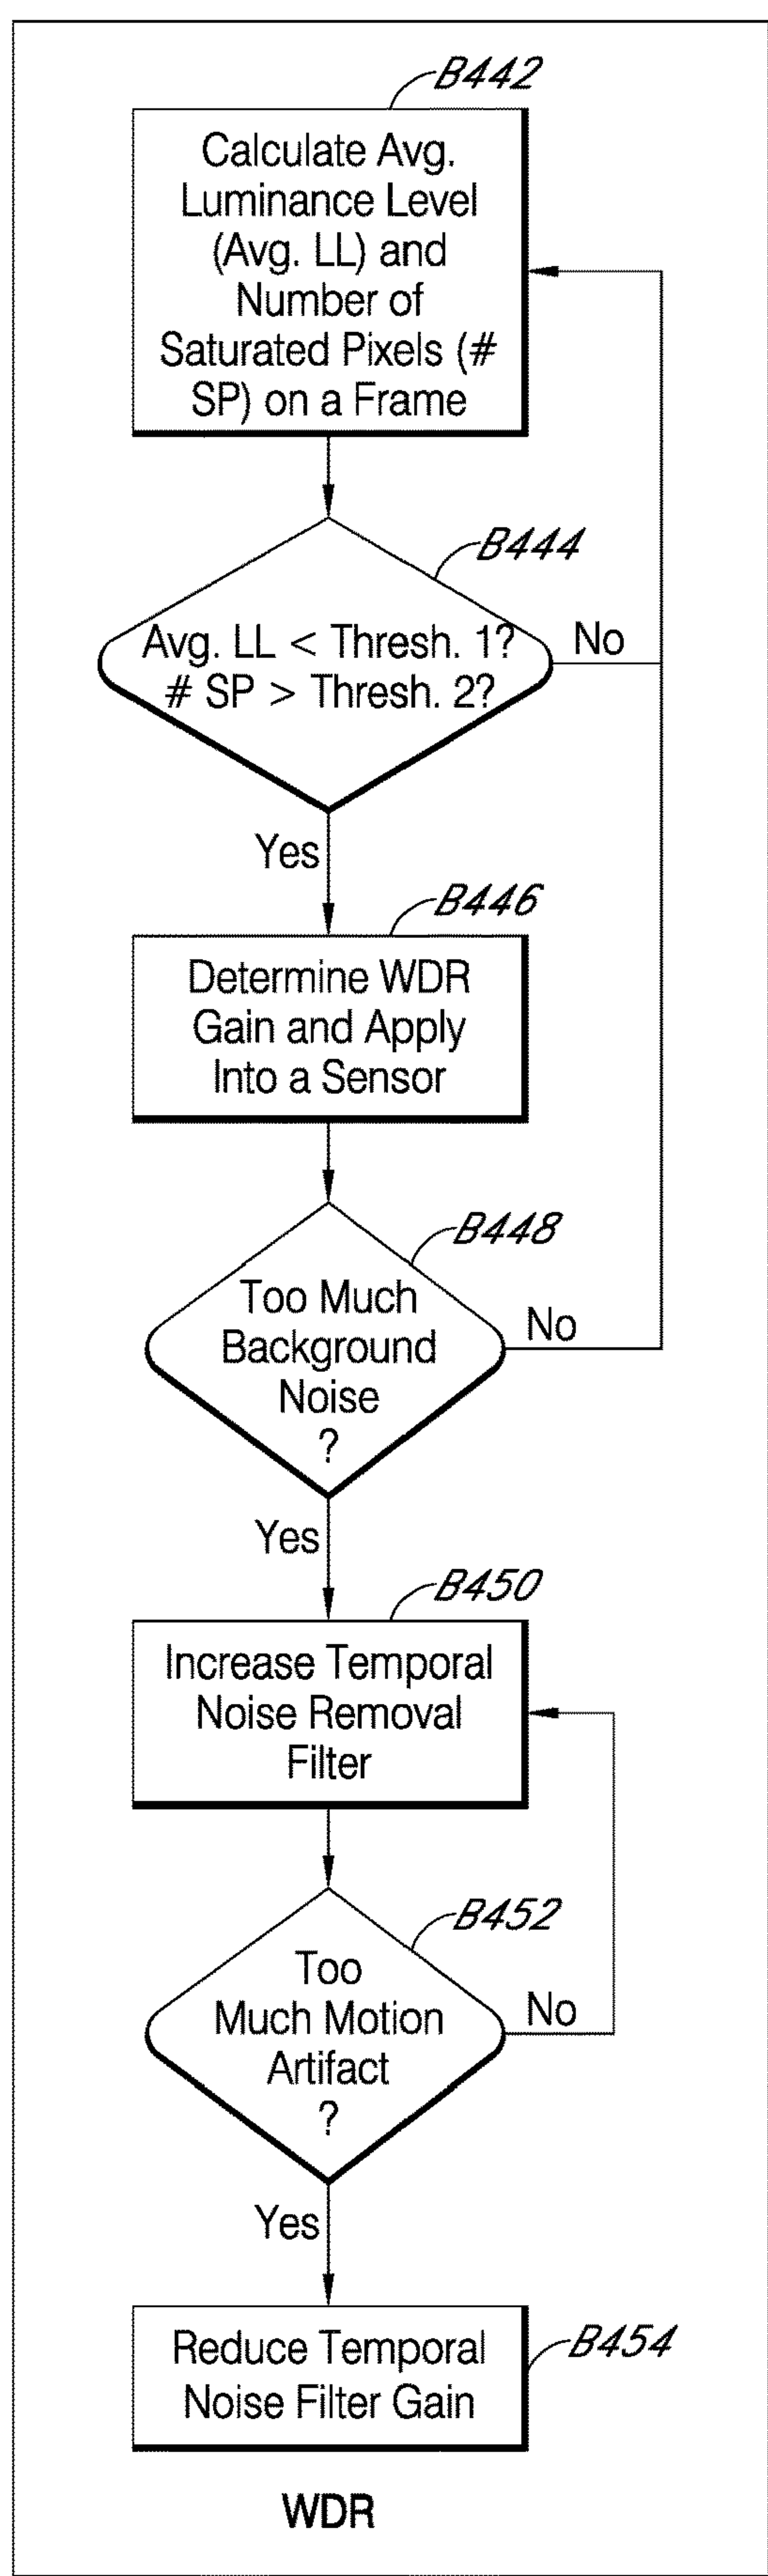 B442
Calculate Avg.
Luminance Level
(Avg. LL) and
Number of
Saturated Pixels (#
SP) on a Frame
B444
Avg. LL < Thresh. 1?
# SP > Thresh. 2?
No
Yes
B446
Determine WDR
Gain and Apply
Into a Sensor
B448
Too Much
Background
Noise
?
No
Yes
B450
Increase Temporal
Noise Removal
Filter
B452
Too
Much Motion
Artifact
?
No
Yes
B454
Reduce Temporal
Noise Filter Gain
WDR